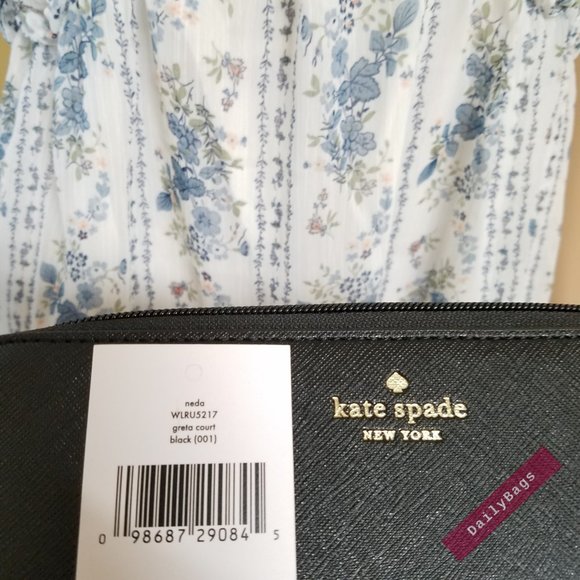 neda
WLRU5217
greta court
black (001)
0 98687 29084 5
kate spade
NEW YORK
DailyBags